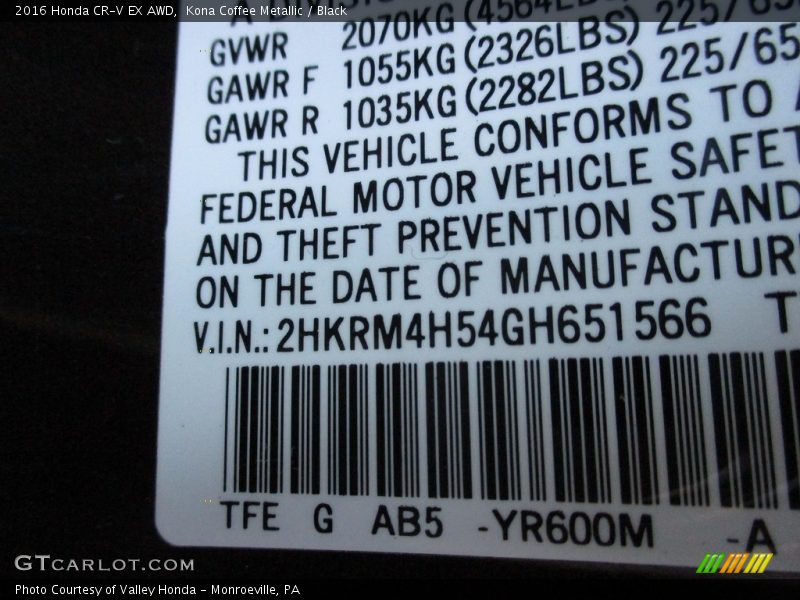 2016 Honda CR-V EX AWD, Kona Coffee Metallic / Black
GVWR 2070KG (4564LBS)
GAWR F 1055KG (2326LBS) 225/65
GAWR R 1035KG (2282LBS) 225/65
THIS VEHICLE CONFORMS TO A
FEDERAL MOTOR VEHICLE SAFET
AND THEFT PREVENTION STAND
ON THE DATE OF MANUFACTUR
V.I.N.: 2HKRM4H54GH651566 T
TFE G AB5 -YR600M -A
GTCARLOT.COM
Photo Courtesy of Valley Honda - Monroeville, PA